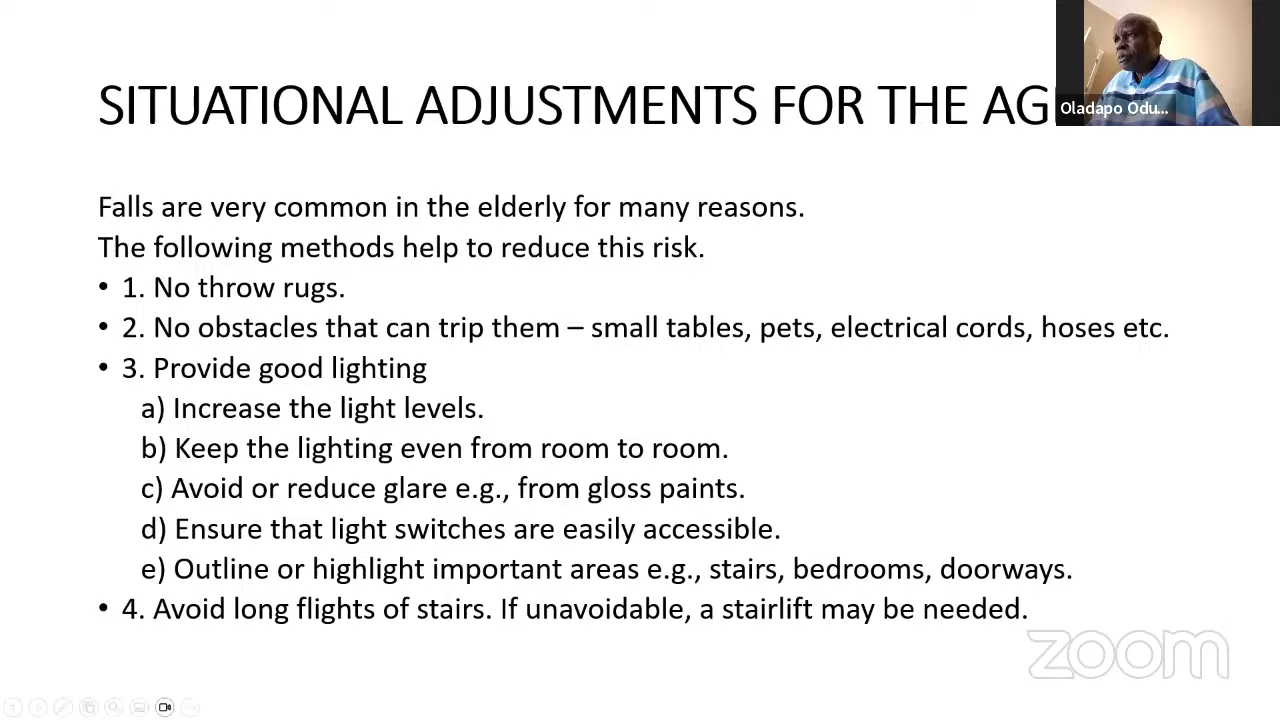 SITUATIONAL ADJUSTMENTS FOR THE AG
Oladapo Odu...
Falls are very common in the elderly for many reasons.
The following methods help to reduce this risk.
• 1. No throw rugs.
• 2. No obstacles that can trip them – small tables, pets, electrical cords, hoses etc.
• 3. Provide good lighting
a) Increase the light levels.
b) Keep the lighting even from room to room.
c) Avoid or reduce glare e.g., from gloss paints.
d) Ensure that light switches are easily accessible.
e) Outline or highlight important areas e.g., stairs, bedrooms, doorways.
• 4. Avoid long flights of stairs. If unavoidable, a stairlift may be needed.
zoom